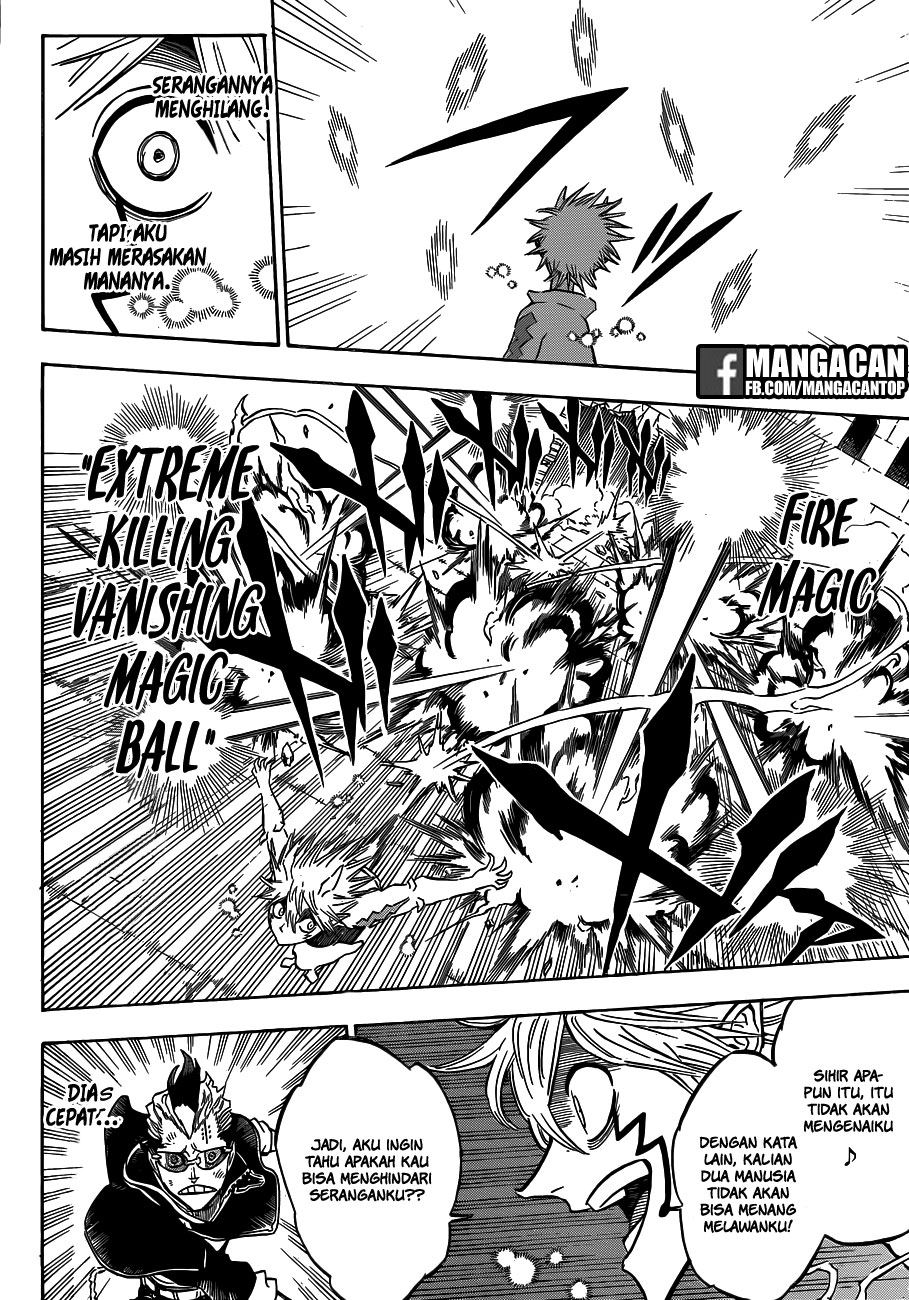 SERANGANNYA
MENGHILANG!
TAPI AKU
MASIH MERASAKAN
MANANYA.
f MANGACAN
FB.COM/MANGACANTOP
FIRE
MAGIC
"EXTREME
KILLING
VANISHING
MAGIC
BALL"
SIHIR APA-
PUN ITU, ITU
TIDAK AKAN
MENGENAIKU
♪
DENGAN KATA
LAIN, KALIAN
DUA MANUSIA
TIDAK AKAN
BISA MENANG
MELAWANKU!
JADI, AKU INGIN
TAHU APAKAH KAU
BISA MENGHINDARI
SERANGANKU??
DIAS
CEPAT...